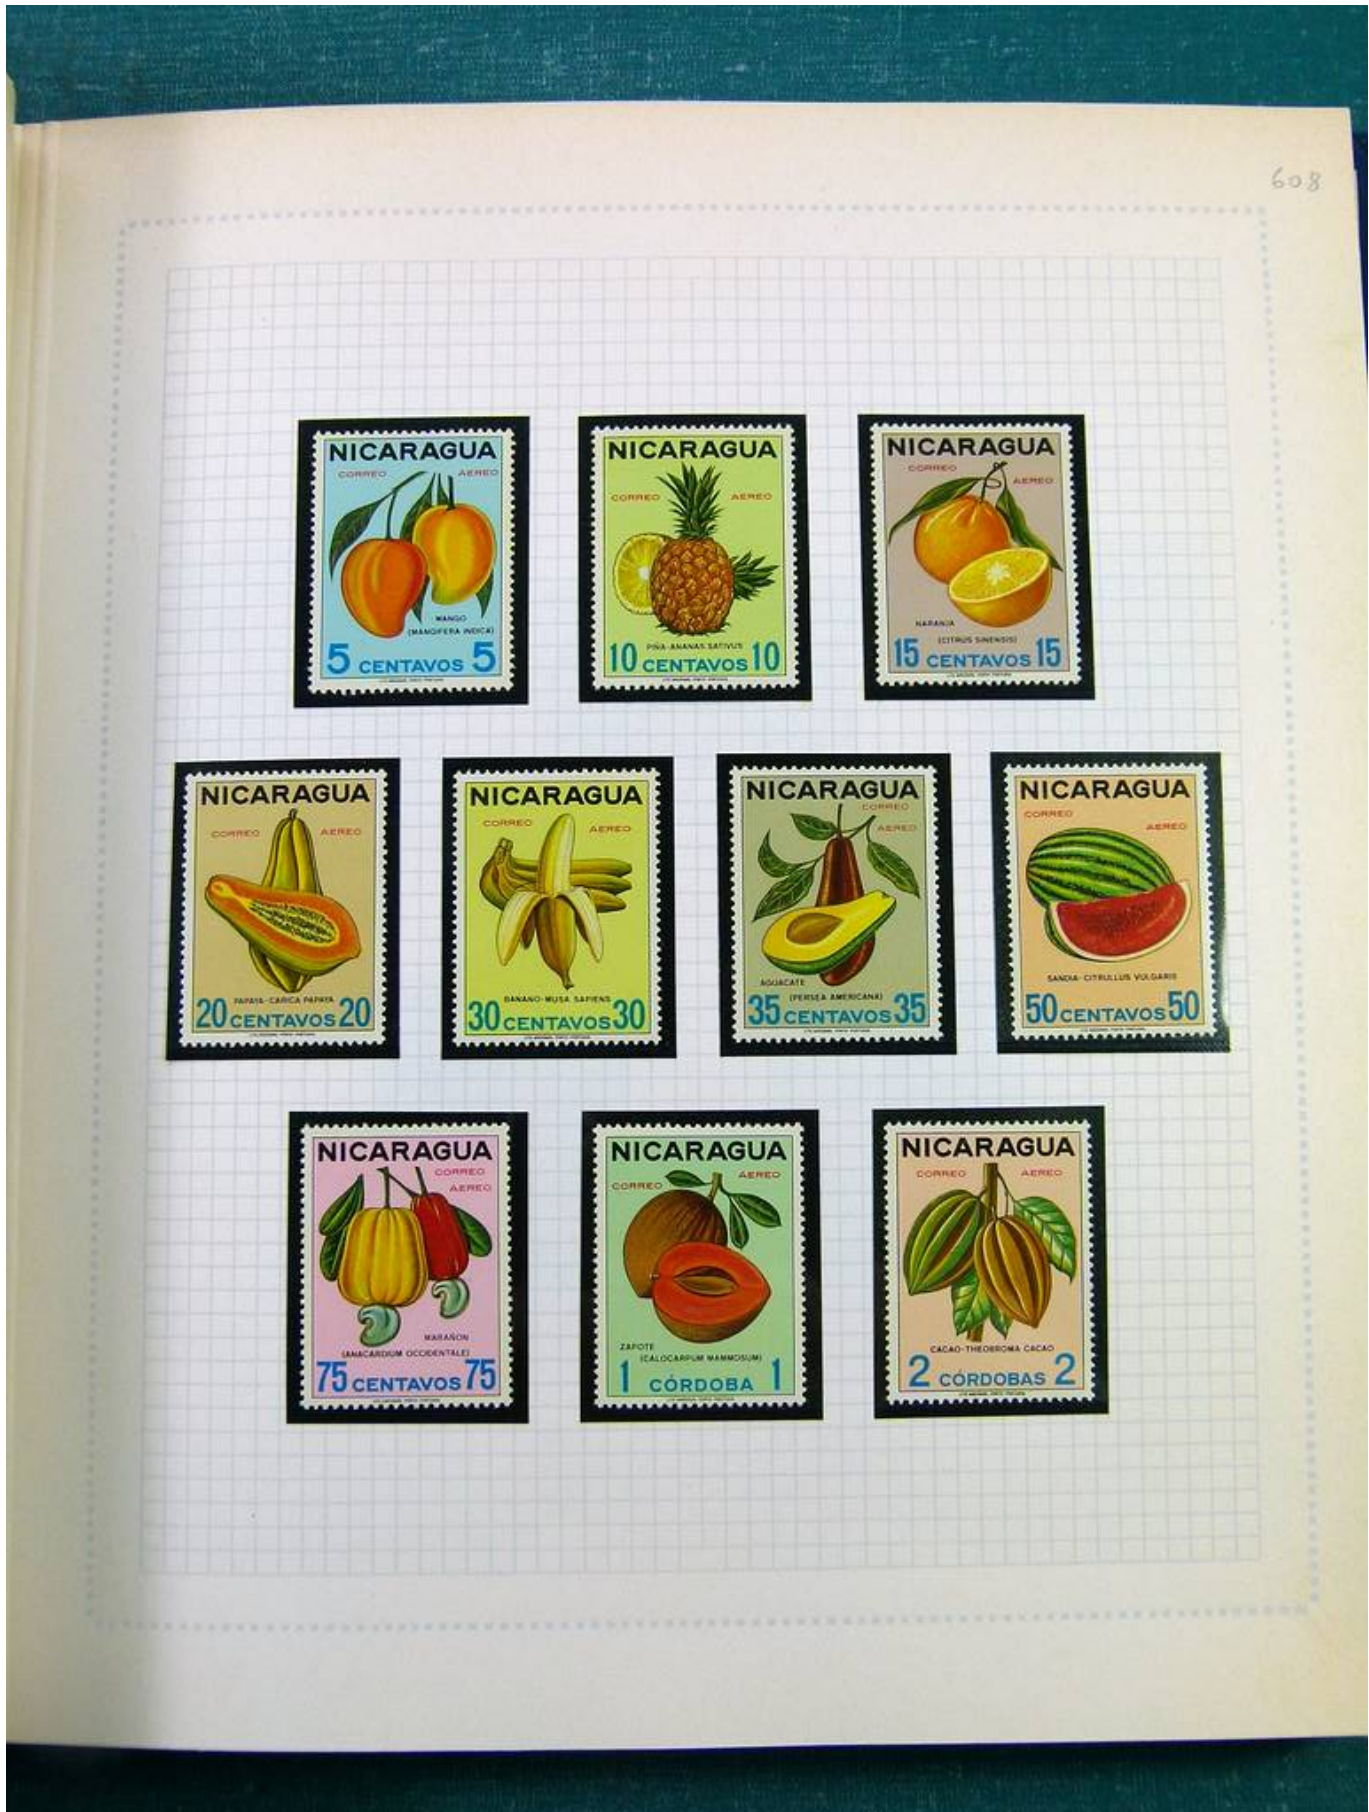 608
NICARAGUA
CORREO AEREO
MANGO
(MANGIFERA INDICA)
5 CENTAVOS 5
NICARAGUA
CORREO AEREO
PIÑA-ANANAS SATIVUS
10 CENTAVOS 10
NICARAGUA
CORREO AEREO
NARANJA
(CITRUS SINENSIS)
15 CENTAVOS 15
NICARAGUA
CORREO AEREO
PAPAYA-CARICA PAPAYA
20 CENTAVOS 20
NICARAGUA
CORREO AEREO
BANANO-MUSA SAPIENS
30 CENTAVOS 30
NICARAGUA
CORREO
AEREO
AGUACATE
(PERSEA AMERICANA)
35 CENTAVOS 35
NICARAGUA
CORREO AEREO
SANDIA-CITRULLUS VULGARIS
50 CENTAVOS 50
NICARAGUA
CORREO
AEREO
MARAÑON
(ANACARDIUM OCCIDENTALE)
75 CENTAVOS 75
NICARAGUA
CORREO AEREO
ZAPOTE
(CALOCARPUM MAMMOSUM)
1 CÓRDOBA 1
NICARAGUA
CORREO AEREO
CACAO-THEOBROMA CACAO
2 CÓRDOBAS 2